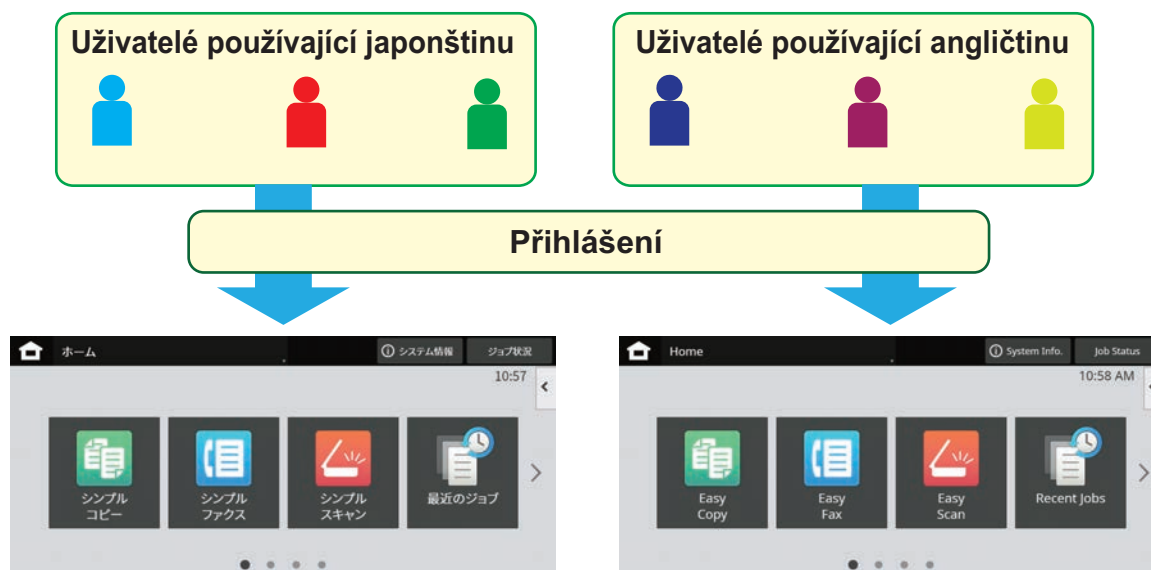 Uživatelé používající japonštinu
Uživatelé používající angličtinu
Přihlášení
ホーム
システム情報
ジョブ状況
10:57
シンプル
コピー
シンプル
ファクス
シンプル
スキャン
最近のジョブ
Home
System Info.
Job Status
10:58 AM
Easy
Copy
Easy
Fax
Easy
Scan
Recent Jobs